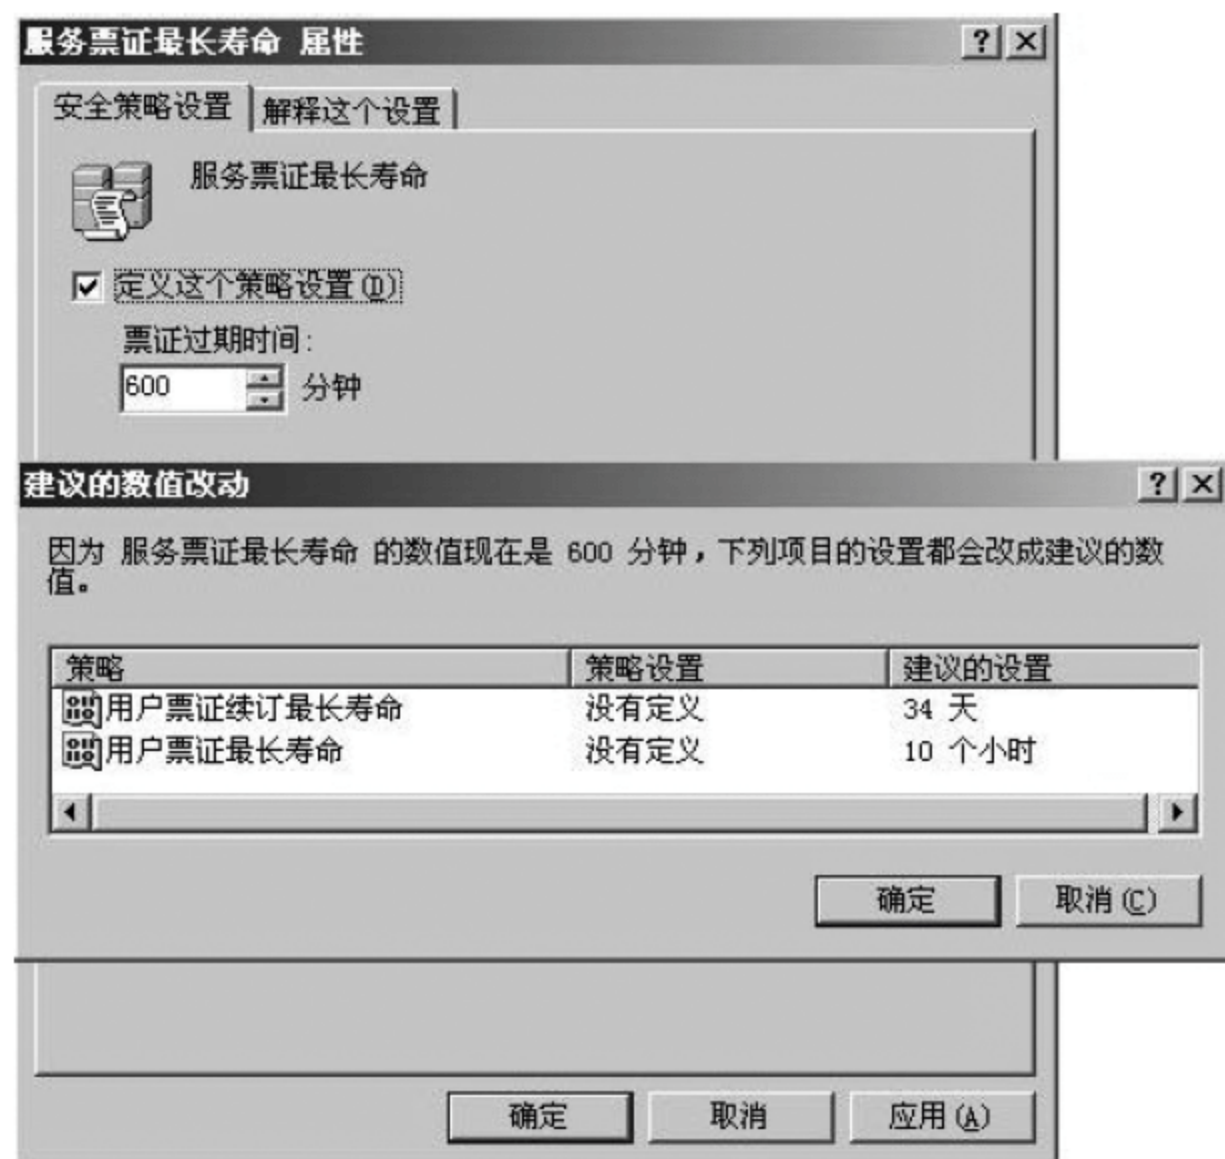 服务票证最长寿命 属性
安全策略设置 解释这个设置
服务票证最长寿命
定义这个策略设置(D)
票证过期时间:
600 分钟
建议的数值改动
因为 服务票证最长寿命 的数值现在是 600 分钟，下列项目的设置都会改成建议的数
值。
策略 策略设置 建议的设置
用户票证续订最长寿命 没有定义 34 天
用户票证最长寿命 没有定义 10 个小时
确定 取消(C)
确定 取消 应用(A)